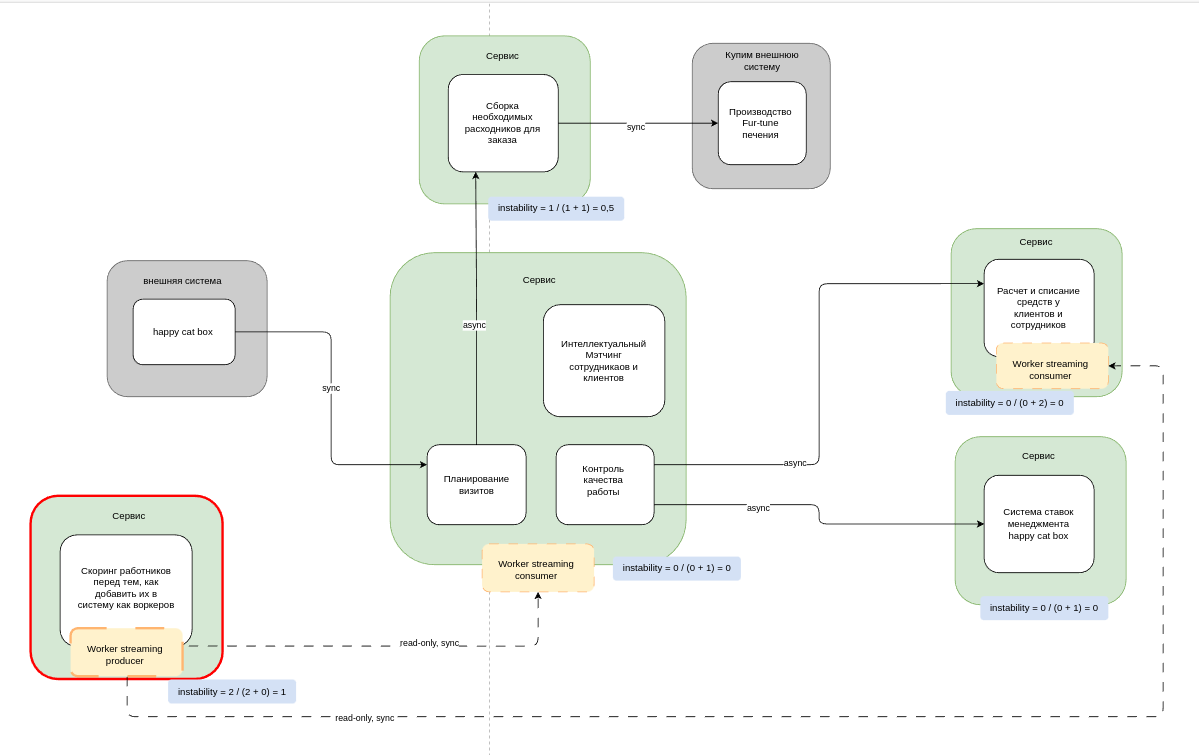 Сервис
Сборка
необходимых
расходников для
заказа
sync
Купим внешнюю
систему
Производство
Fur-tune
печения
instability = 1 / (1 + 1) = 0,5
внешняя система
happy cat box
sync
Сервис
async
Интеллектуальный
Мэтчинг
сотрудникаов и
клиентов
Планирование
визитов
Контроль
качества
работы
async
async
Worker streaming
consumer
instability = 0 / (0 + 1) = 0
Сервис
Расчет и списание
средств у
клиентов и
сотрудников
Worker streaming
consumer
instability = 0 / (0 + 2) = 0
Сервис
Система ставок
менеджмента
happy cat box
instability = 0 / (0 + 1) = 0
Сервис
Скоринг работников
перед тем, как
добавить их в
систему как воркеров
Worker streaming
producer
instability = 2 / (2 + 0) = 1
read-only, sync
read-only, sync